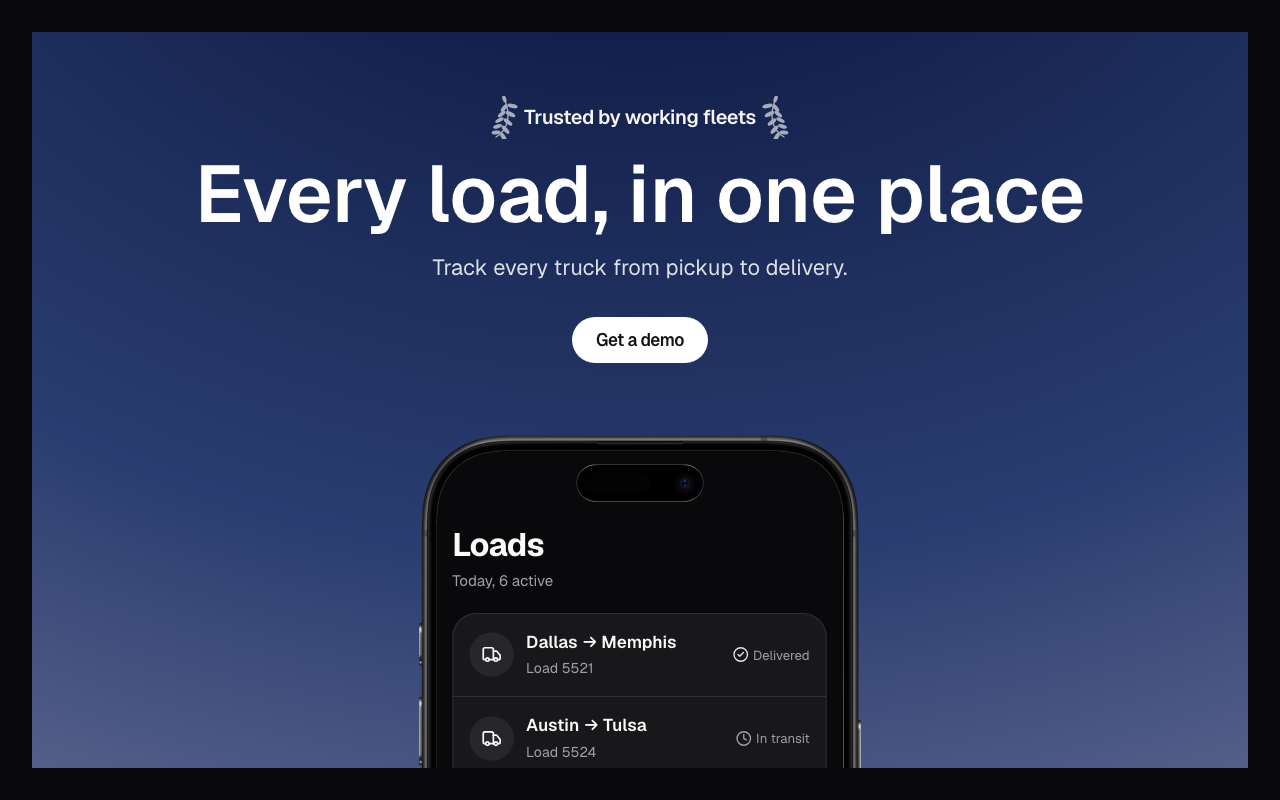 Trusted by working fleets
Every load, in one place
Track every truck from pickup to delivery.
Get a demo
Loads
Today, 6 active
Dallas → Memphis
Load 5521
Delivered
Austin → Tulsa
Load 5524
In transit